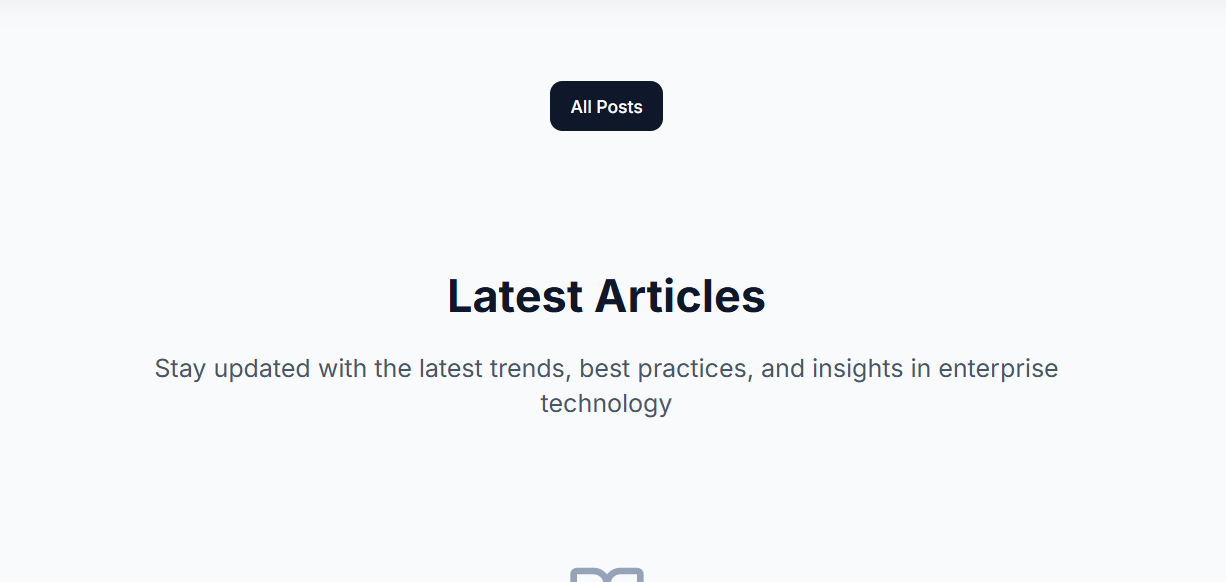 All Posts
Latest Articles
Stay updated with the latest trends, best practices, and insights in enterprise
technology